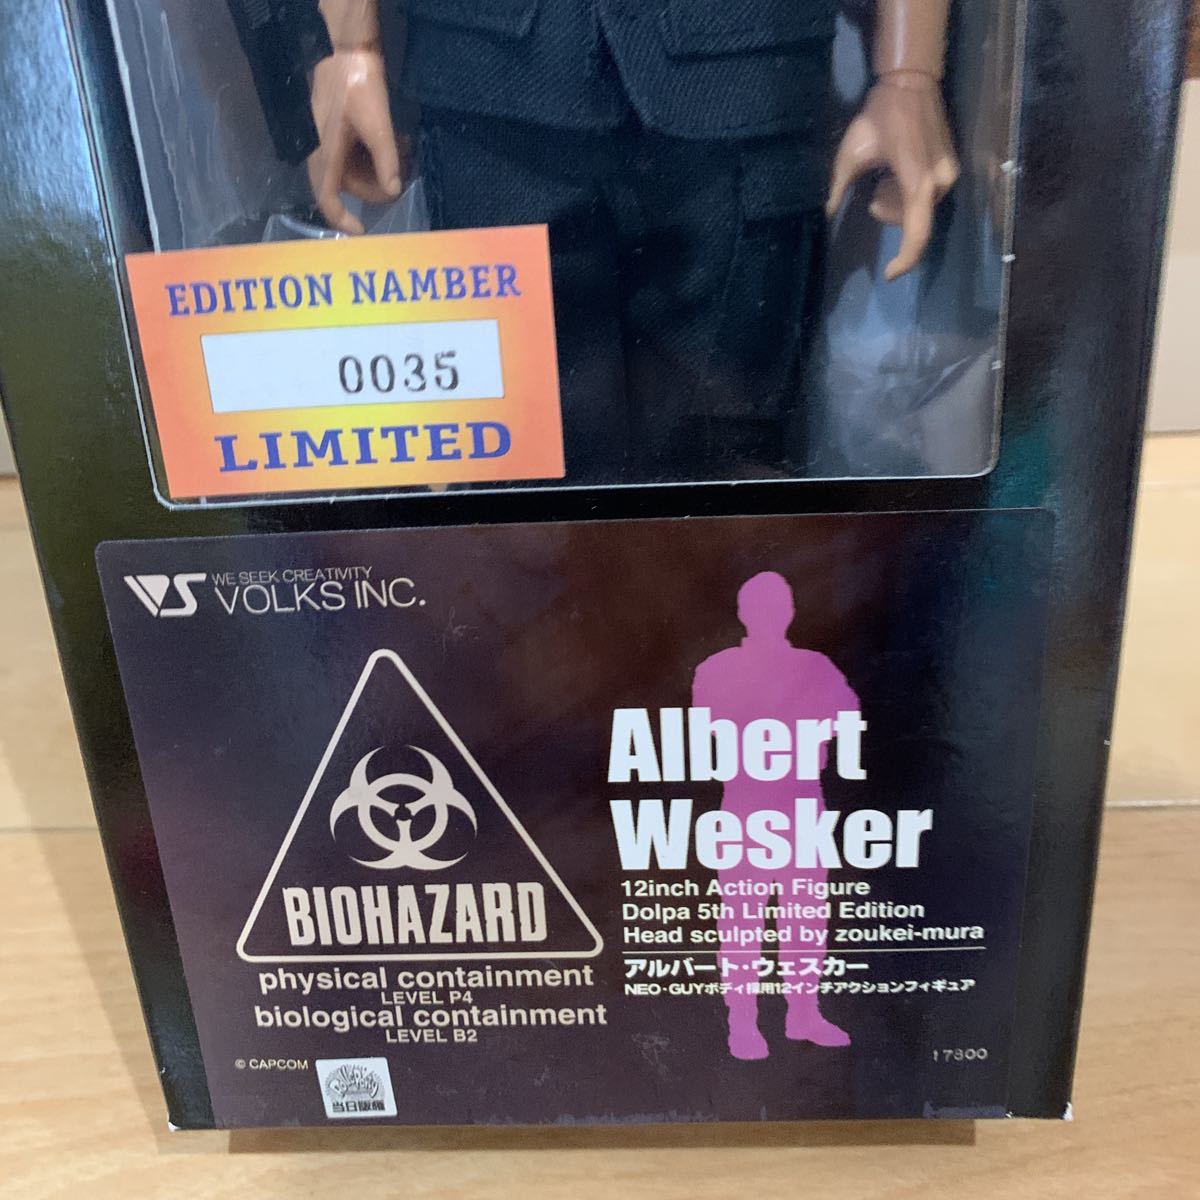 EDITION NAMBER
0035
LIMITED
VS WE SEEK CREATIVITY
VOLKS INC.
BIOHAZARD
physical containment
LEVEL P4
biological containment
LEVEL B2
© CAPCOM
当日版権
Albert
Wesker
12inch Action Figure
Dolpa 5th Limited Edition
Head sculpted by zoukei-mura
アルバート・ウェスカー
NEO・GUYボディ採用12インチアクションフィギュア
17800